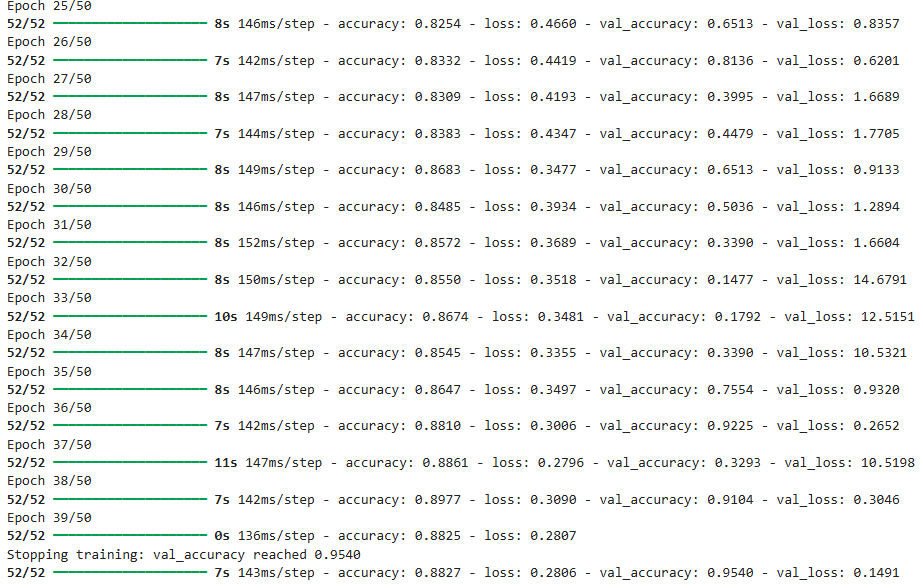 Epoch 25/50
52/52 ━━━━━━━━━━━━━━━━━━━━ 8s 146ms/step - accuracy: 0.8254 - loss: 0.4660 - val_accuracy: 0.6513 - val_loss: 0.8357
Epoch 26/50
52/52 ━━━━━━━━━━━━━━━━━━━━ 7s 142ms/step - accuracy: 0.8332 - loss: 0.4419 - val_accuracy: 0.8136 - val_loss: 0.6201
Epoch 27/50
52/52 ━━━━━━━━━━━━━━━━━━━━ 8s 147ms/step - accuracy: 0.8309 - loss: 0.4193 - val_accuracy: 0.3995 - val_loss: 1.6689
Epoch 28/50
52/52 ━━━━━━━━━━━━━━━━━━━━ 7s 144ms/step - accuracy: 0.8383 - loss: 0.4347 - val_accuracy: 0.4479 - val_loss: 1.7705
Epoch 29/50
52/52 ━━━━━━━━━━━━━━━━━━━━ 8s 149ms/step - accuracy: 0.8683 - loss: 0.3477 - val_accuracy: 0.6513 - val_loss: 0.9133
Epoch 30/50
52/52 ━━━━━━━━━━━━━━━━━━━━ 8s 146ms/step - accuracy: 0.8485 - loss: 0.3934 - val_accuracy: 0.5036 - val_loss: 1.2894
Epoch 31/50
52/52 ━━━━━━━━━━━━━━━━━━━━ 8s 152ms/step - accuracy: 0.8572 - loss: 0.3689 - val_accuracy: 0.3390 - val_loss: 1.6604
Epoch 32/50
52/52 ━━━━━━━━━━━━━━━━━━━━ 8s 150ms/step - accuracy: 0.8550 - loss: 0.3518 - val_accuracy: 0.1477 - val_loss: 14.6791
Epoch 33/50
52/52 ━━━━━━━━━━━━━━━━━━━━ 10s 149ms/step - accuracy: 0.8674 - loss: 0.3481 - val_accuracy: 0.1792 - val_loss: 12.5151
Epoch 34/50
52/52 ━━━━━━━━━━━━━━━━━━━━ 8s 147ms/step - accuracy: 0.8545 - loss: 0.3355 - val_accuracy: 0.3390 - val_loss: 10.5321
Epoch 35/50
52/52 ━━━━━━━━━━━━━━━━━━━━ 8s 146ms/step - accuracy: 0.8647 - loss: 0.3497 - val_accuracy: 0.7554 - val_loss: 0.9320
Epoch 36/50
52/52 ━━━━━━━━━━━━━━━━━━━━ 7s 142ms/step - accuracy: 0.8810 - loss: 0.3006 - val_accuracy: 0.9225 - val_loss: 0.2652
Epoch 37/50
52/52 ━━━━━━━━━━━━━━━━━━━━ 11s 147ms/step - accuracy: 0.8861 - loss: 0.2796 - val_accuracy: 0.3293 - val_loss: 10.5198
Epoch 38/50
52/52 ━━━━━━━━━━━━━━━━━━━━ 7s 142ms/step - accuracy: 0.8977 - loss: 0.3090 - val_accuracy: 0.9104 - val_loss: 0.3046
Epoch 39/50
52/52 ━━━━━━━━━━━━━━━━━━━━ 0s 136ms/step - accuracy: 0.8825 - loss: 0.2807
Stopping training: val_accuracy reached 0.9540
52/52 ━━━━━━━━━━━━━━━━━━━━ 7s 143ms/step - accuracy: 0.8827 - loss: 0.2806 - val_accuracy: 0.9540 - val_loss: 0.1491